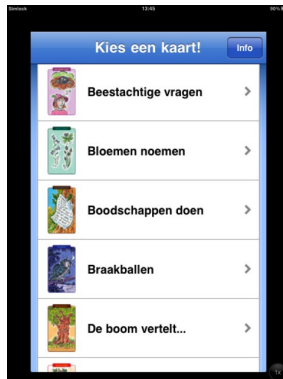 Simlock 13:45 90%
Kies een kaart!
Info
Beestachtige vragen
Bloemen noemen
Boodschappen doen
Braakballen
De boom vertelt...
1x